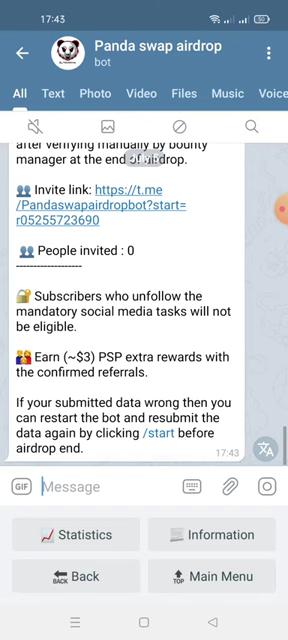 17:43
50
Panda swap airdrop
bot
All Text Photo Video Files Music Voice
after verifying manually by bounty
manager at the end of airdrop.
👥 Invite link: https://t.me
/Pandaswapairdropbot?start=
r05255723690
👥 People invited : 0
-------------------
🔐 Subscribers who unfollow the
mandatory social media tasks will not
be eligible.
👫 Earn (~$3) PSP extra rewards with
the confirmed referrals.
If your submitted data wrong then you
can restart the bot and resubmit the
data again by clicking /start before
airdrop end.
17:43
GIF Message
📈 Statistics
📰 Information
🔙 Back
🔝 Main Menu